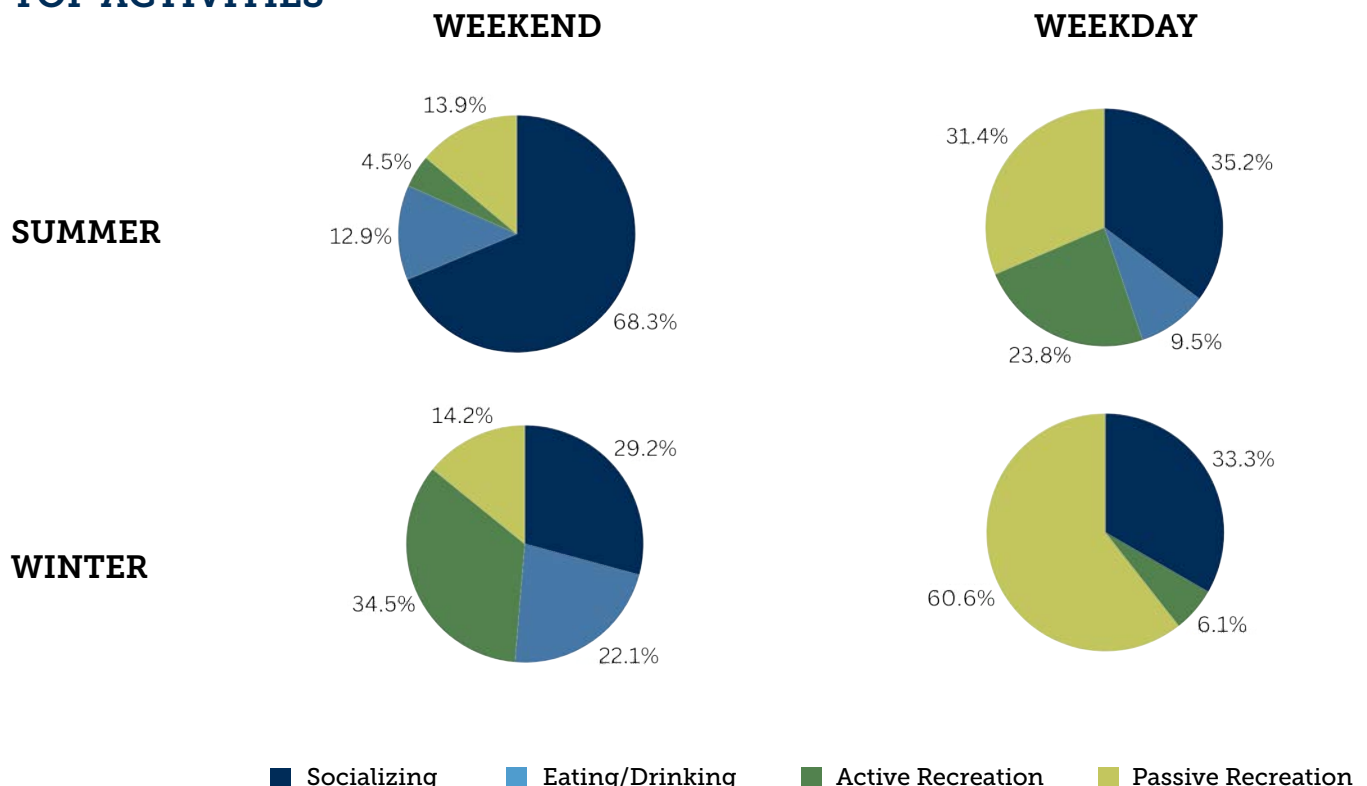 TOP ACTIVITIES
WEEKEND
WEEKDAY
SUMMER
13.9%
4.5%
12.9%
68.3%
31.4%
35.2%
23.8%
9.5%
WINTER
14.2%
29.2%
34.5%
22.1%
33.3%
60.6%
6.1%
Socializing
Eating/Drinking
Active Recreation
Passive Recreation